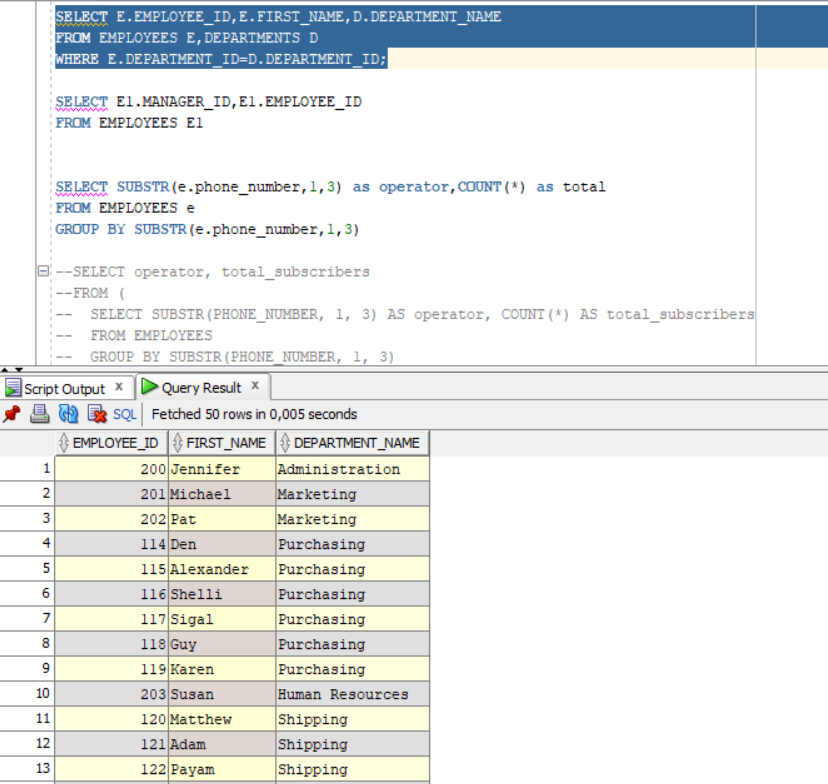 SELECT E.EMPLOYEE_ID,E.FIRST_NAME,D.DEPARTMENT_NAME
FROM EMPLOYEES E,DEPARTMENTS D
WHERE E.DEPARTMENT_ID=D.DEPARTMENT_ID;
SELECT E1.MANAGER_ID,E1.EMPLOYEE_ID
FROM EMPLOYEES E1
SELECT SUBSTR(e.phone_number,1,3) as operator,COUNT(*) as total
FROM EMPLOYEES e
GROUP BY SUBSTR(e.phone_number,1,3)
--SELECT operator, total_subscribers
--FROM (
--  SELECT SUBSTR(PHONE_NUMBER, 1, 3) AS operator, COUNT(*) AS total_subscribers
--  FROM EMPLOYEES
--  GROUP BY SUBSTR(PHONE_NUMBER, 1, 3)
Script Output x Query Result x
SQL Fetched 50 rows in 0,005 seconds
EMPLOYEE_ID FIRST_NAME DEPARTMENT_NAME
1 200 Jennifer Administration
2 201 Michael Marketing
3 202 Pat Marketing
4 114 Den Purchasing
5 115 Alexander Purchasing
6 116 Shelli Purchasing
7 117 Sigal Purchasing
8 118 Guy Purchasing
9 119 Karen Purchasing
10 203 Susan Human Resources
11 120 Matthew Shipping
12 121 Adam Shipping
13 122 Payam Shipping